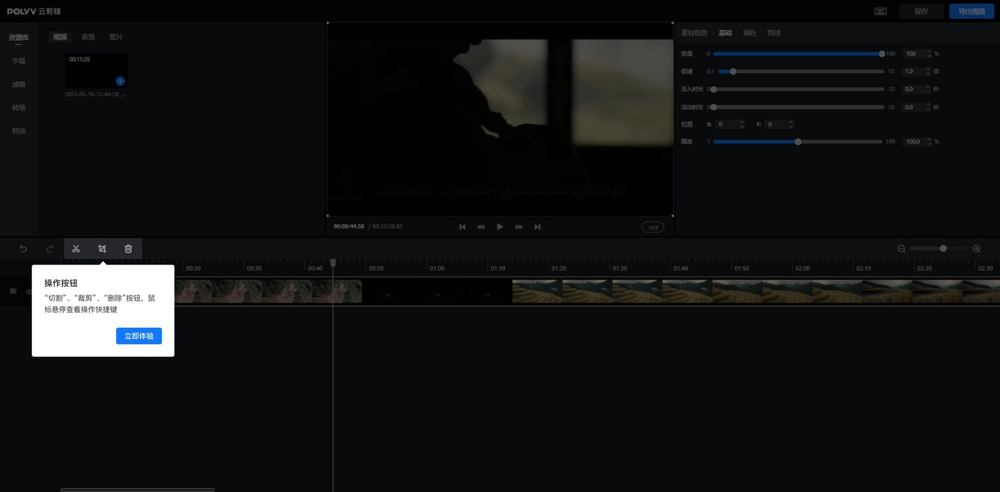 POLYV 云剪辑
保存
导出视频
资源库
字幕
滤镜
转场
特效
视频
音频
图片
00:15:28
2022-05-18-12-44-28_...
00:00:44.58 / 00:15:28.03
16:9
素材信息
基础
调色
特效
音量 0 100 100 %
倍速 0.1 10 1.0 倍
淡入时长 0 10 0.0 秒
淡出时长 0 10 0.0 秒
位置 X: 0 Y: 0
缩放 1 199 100.0 %
00:20 00:30 00:40 00:50 01:00 01:10 01:20 01:30 01:40 01:50 02:00 02:10 02:20 02:30
操作按钮
“切割”、“裁剪”、“删除”按钮，鼠
标悬停查看操作快捷键
立即体验